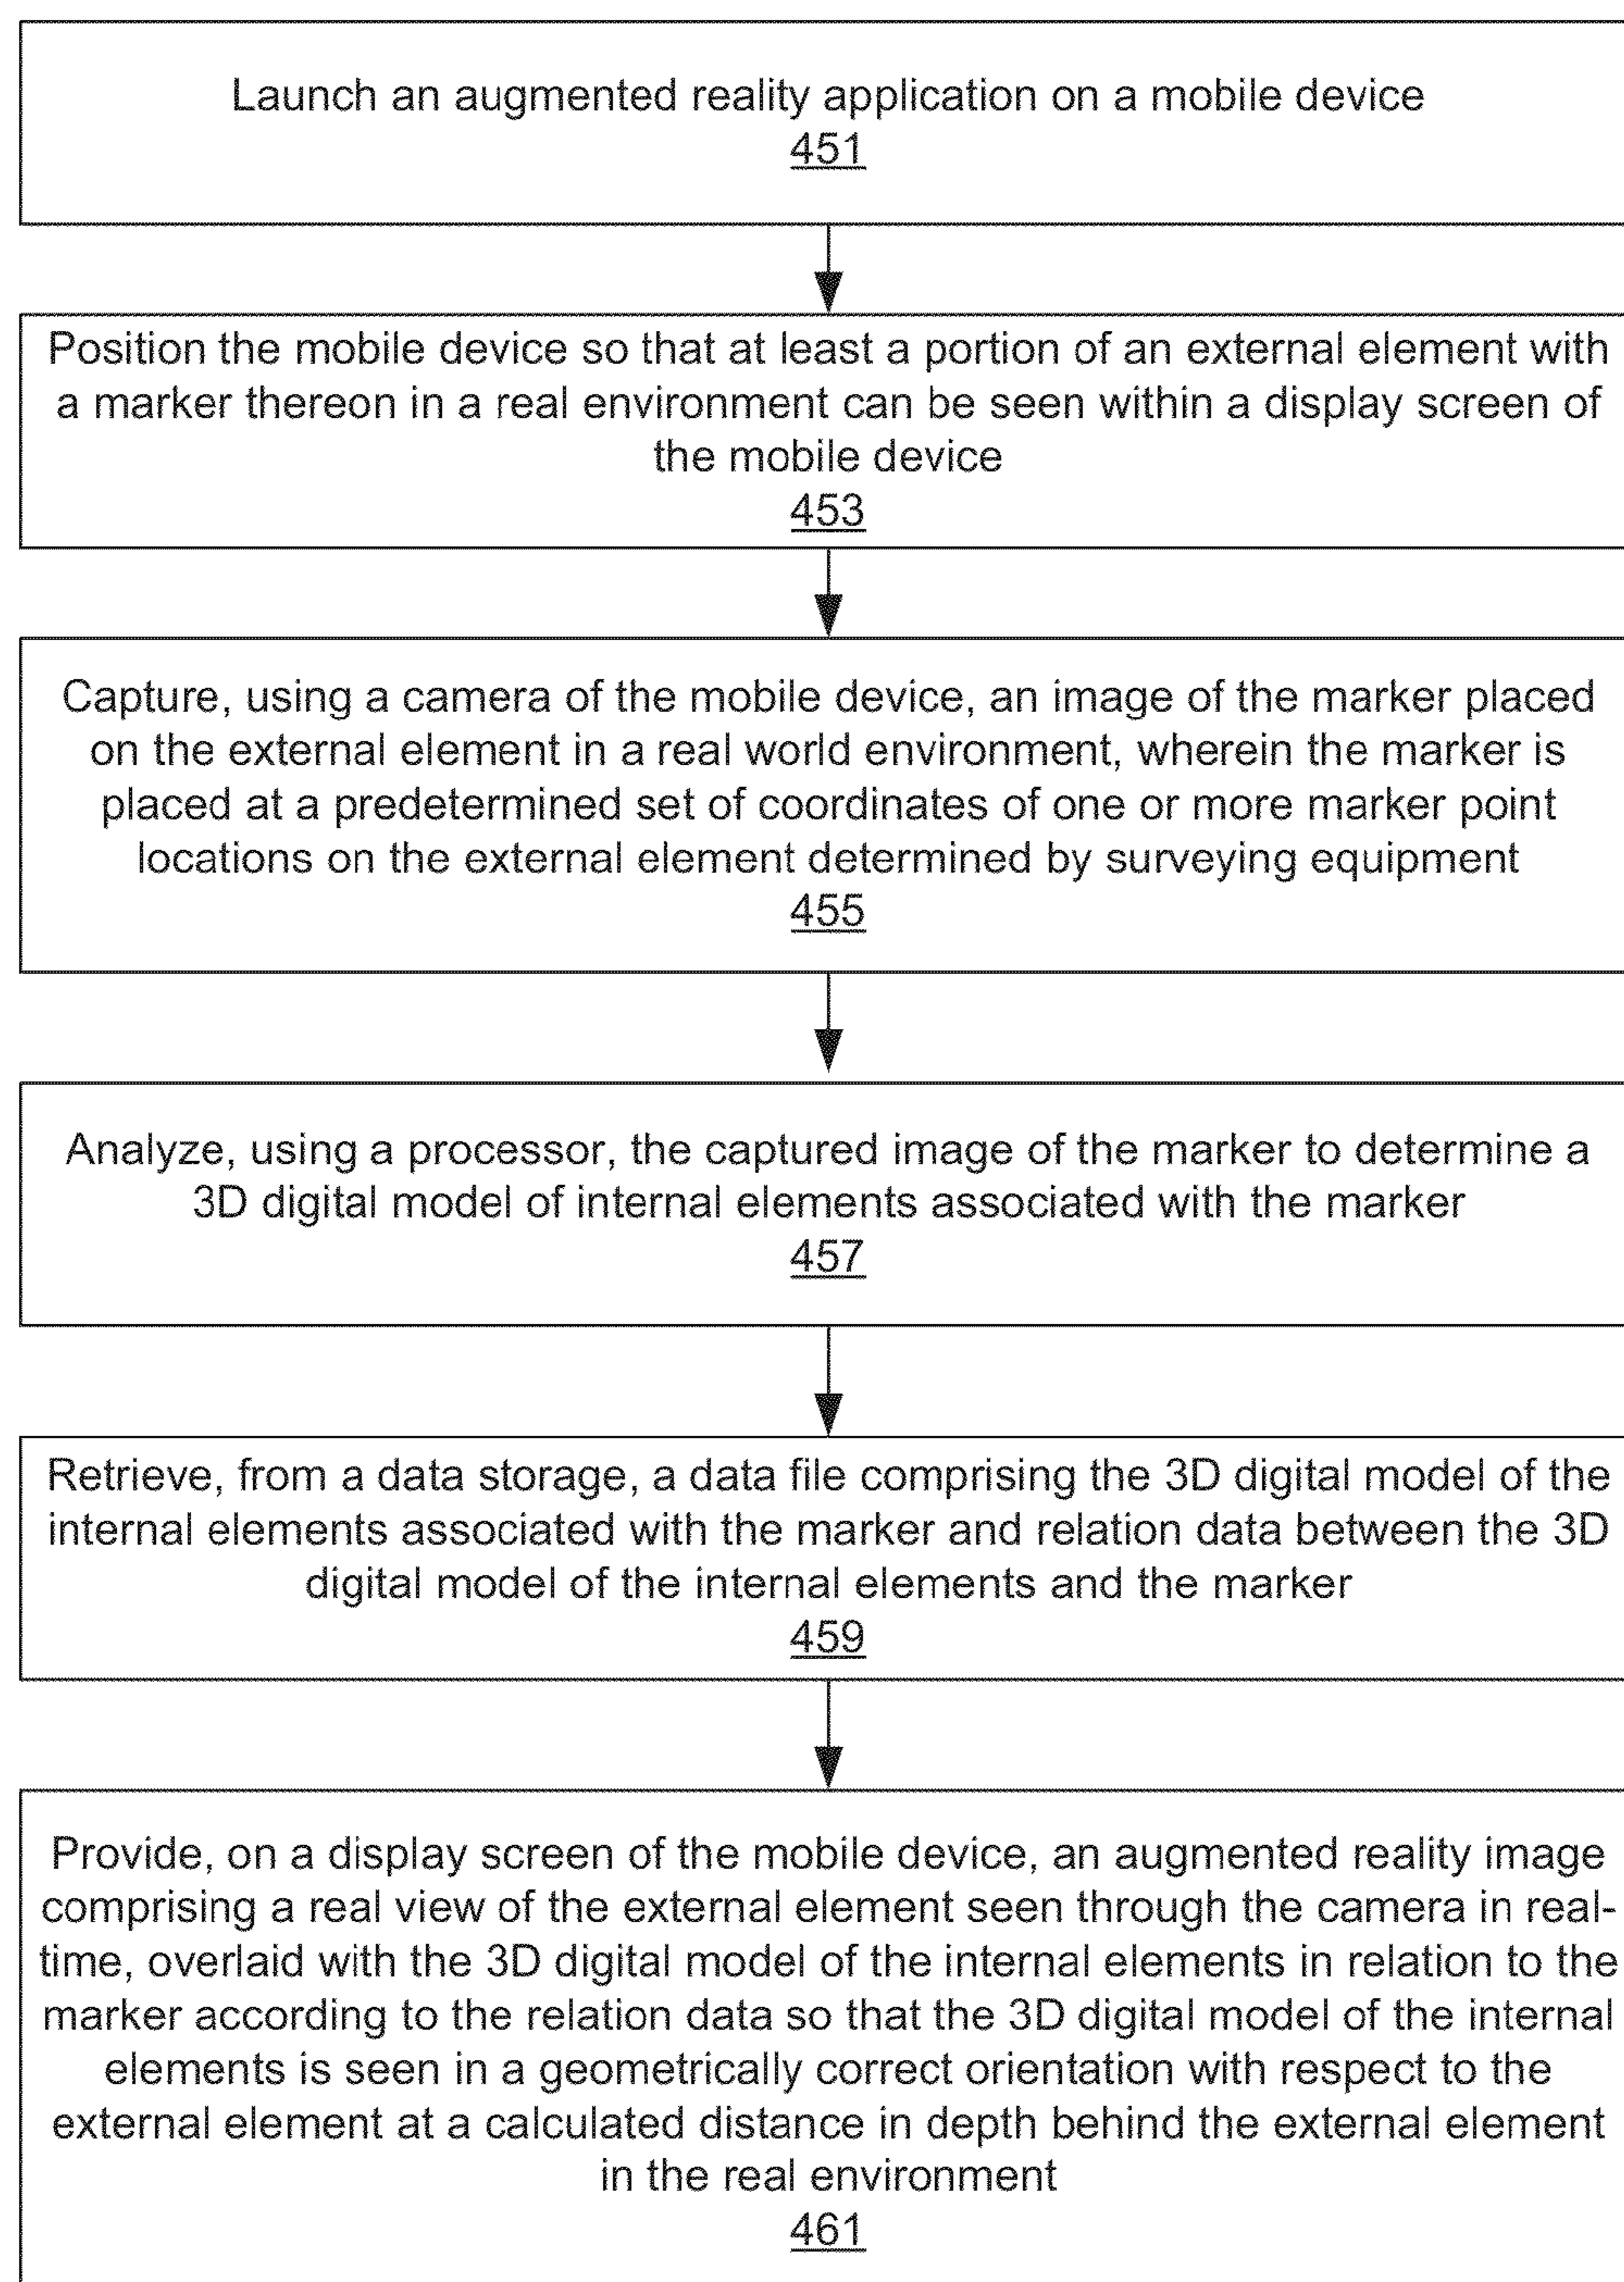 Launch an augmented reality application on a mobile device
451
Position the mobile device so that at least a portion of an external element with
a marker thereon in a real environment can be seen within a display screen of
the mobile device
453
Capture, using a camera of the mobile device, an image of the marker placed
on the external element in a real world environment, wherein the marker is
placed at a predetermined set of coordinates of one or more marker point
locations on the external element determined by surveying equipment
455
Analyze, using a processor, the captured image of the marker to determine a
3D digital model of internal elements associated with the marker
457
Retrieve, from a data storage, a data file comprising the 3D digital model of the
internal elements associated with the marker and relation data between the 3D
digital model of the internal elements and the marker
459
Provide, on a display screen of the mobile device, an augmented reality image
comprising a real view of the external element seen through the camera in real-
time, overlaid with the 3D digital model of the internal elements in relation to the
marker according to the relation data so that the 3D digital model of the internal
elements is seen in a geometrically correct orientation with respect to the
external element at a calculated distance in depth behind the external element
in the real environment
461